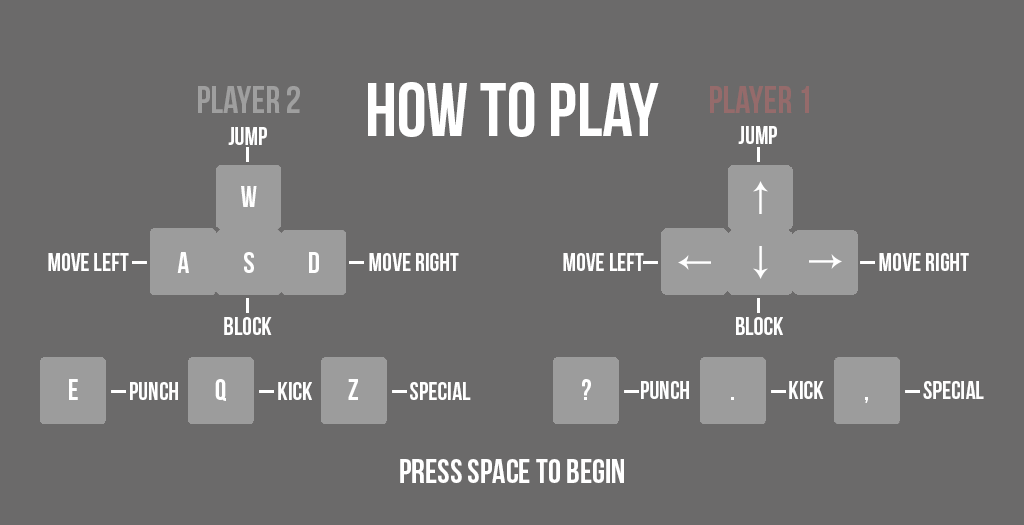 HOW TO PLAY
PLAYER 2
JUMP
W
MOVE LEFT
A
S
D
MOVE RIGHT
BLOCK
E
PUNCH
Q
KICK
Z
SPECIAL
PLAYER 1
JUMP
↑
MOVE LEFT
←
↓
→
MOVE RIGHT
BLOCK
?
PUNCH
.
KICK
,
SPECIAL
PRESS SPACE TO BEGIN